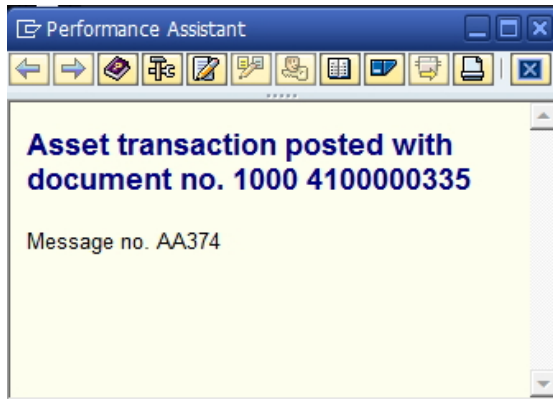 Performance Assistant
Asset transaction posted with
document no. 1000 4100000335
Message no. AA374